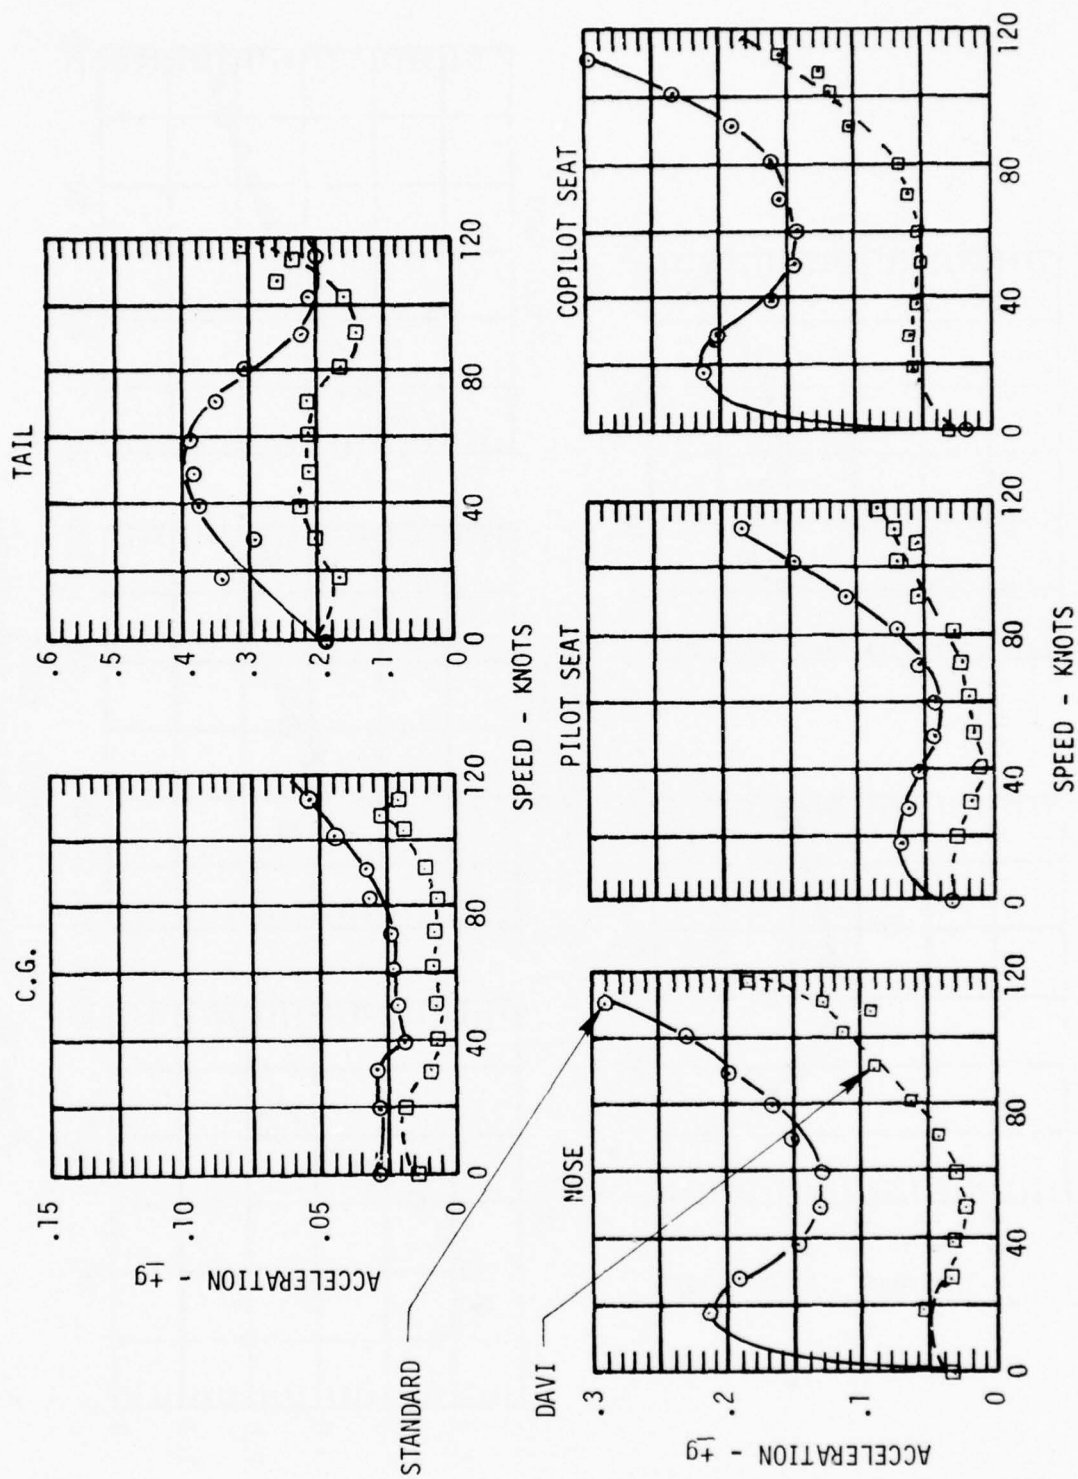 C.G.
TAIL
ACCELERATION - ±g
.15
.10
.05
0
0 40 80 120
.6
.5
.4
.3
.2
.1
0
0 40 80 120
SPEED - KNOTS
STANDARD
DAVI
NOSE
PILOT SEAT
COPILOT SEAT
ACCELERATION - ±g
.3
.2
.1
0
0 40 80 120
0 40 80 120
0 40 80 120
SPEED - KNOTS